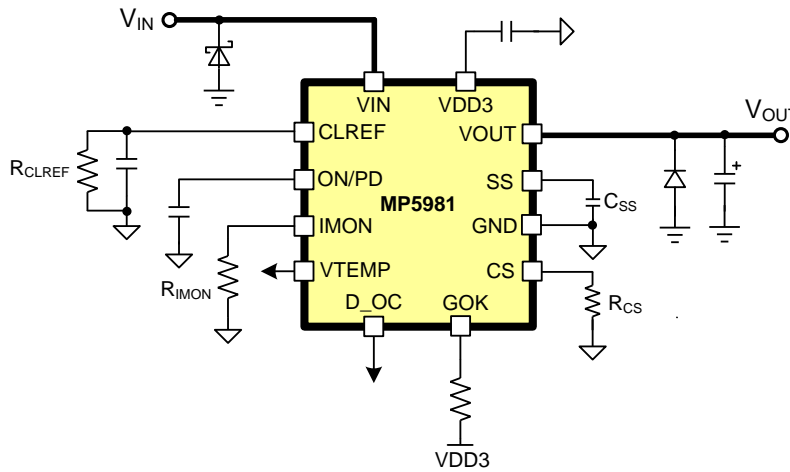 VIN
VIN
VDD3
VOUT
CLREF
VOUT
RCLREF
ON/PD
SS
MP5981
CSS
IMON
GND
VTEMP
CS
RIMON
RCS
D_OC
GOK
VDD3